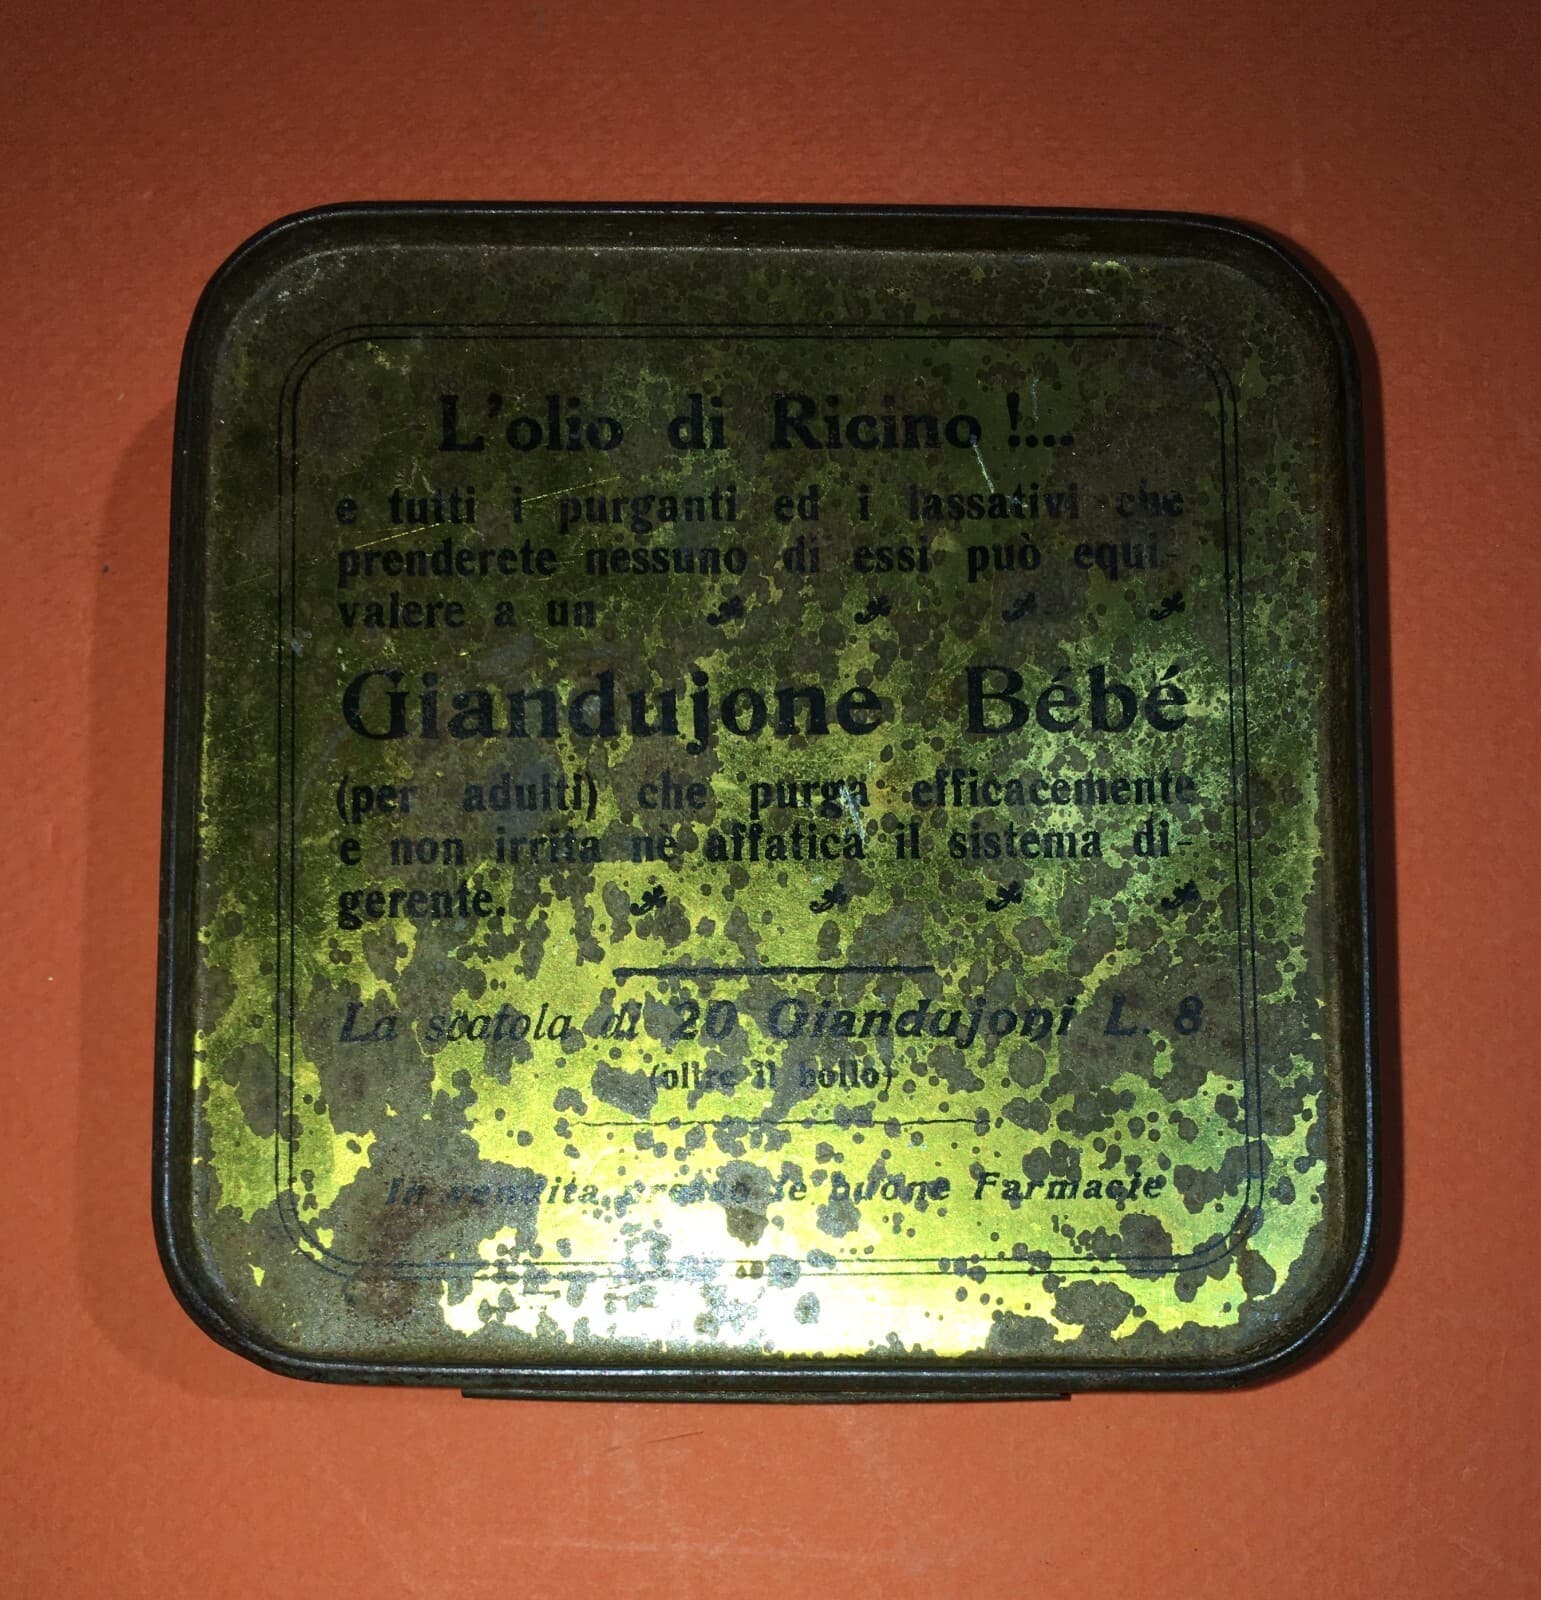 L'olio di Ricino !....
e tutti i purganti ed i lassativi che
prenderete nessuno di essi può equi-
valere a un
Giandujone Bébé
(per adulti) che purga efficacemente
e non irrita nè affatica il sistema di-
gerente.
La scatola di 20 Giandujoni L. 8
(oltre il bollo)
In vendita presso le buone Farmacie